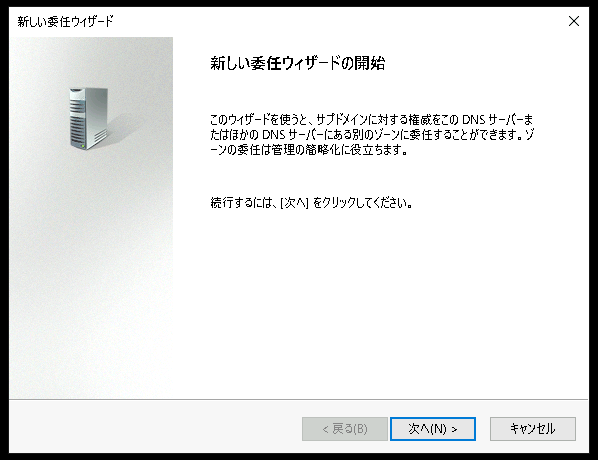 新しい委任ウィザード
新しい委任ウィザードの開始
このウィザードを使うと、サブドメインに対する権威をこの DNS サーバーま
たはほかの DNS サーバーにある別のゾーンに委任することができます。ゾ
ーンの委任は管理の簡略化に役立ちます。
続行するには、[次へ] をクリックしてください。
< 戻る(B)
次へ(N) >
キャンセル